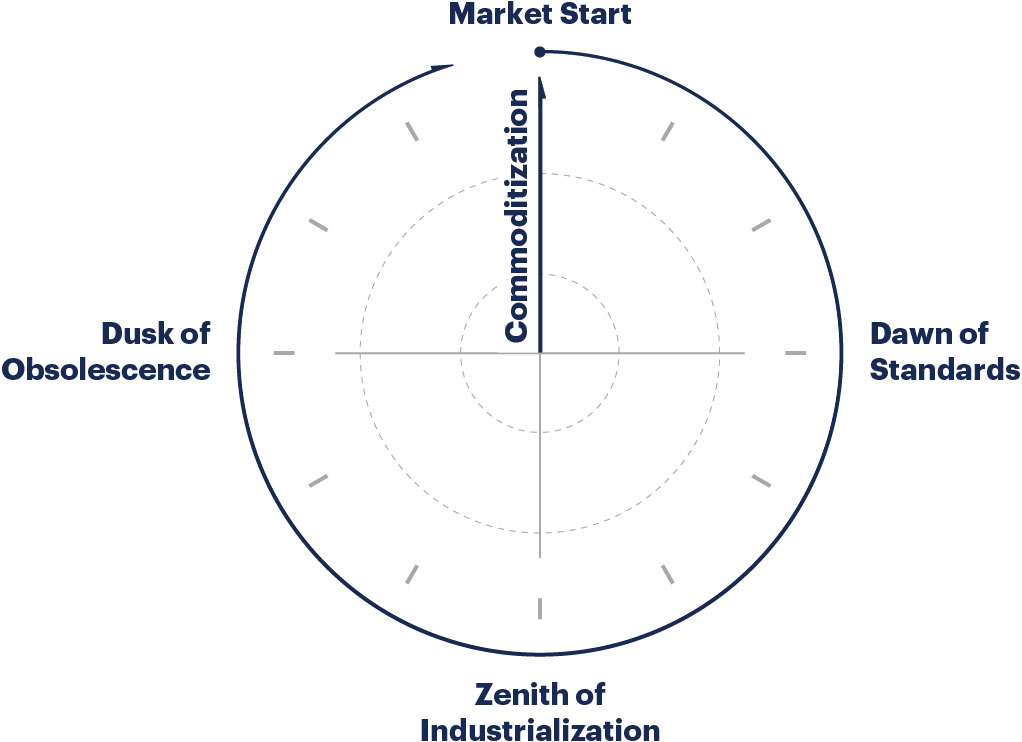 Market Start
Commoditization
Dusk of
Obsolescence
Dawn of
Standards
Zenith of
Industrialization